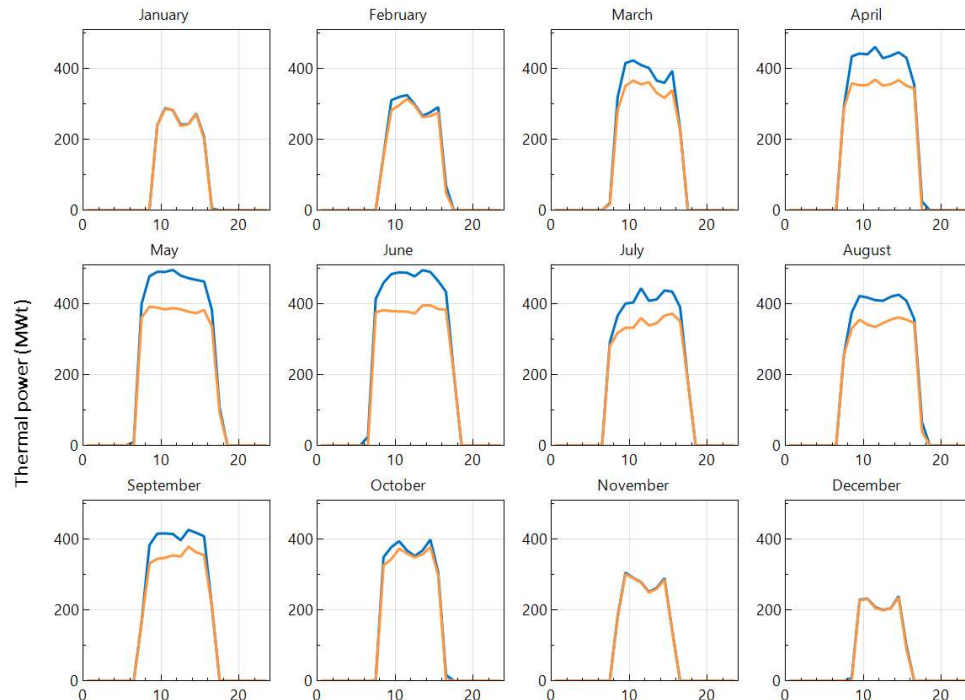 January February March April
400 400 400 400
200 200 200 200
0 0 0 0
0 10 20 0 10 20 0 10 20 0 10 20
May June July August
400 400 400 400
200 200 200 200
0 0 0 0
0 10 20 0 10 20 0 10 20 0 10 20
Thermal power (MWt)
September October November December
400 400 400 400
200 200 200 200
0 0 0 0
0 10 20 0 10 20 0 10 20 0 10 20